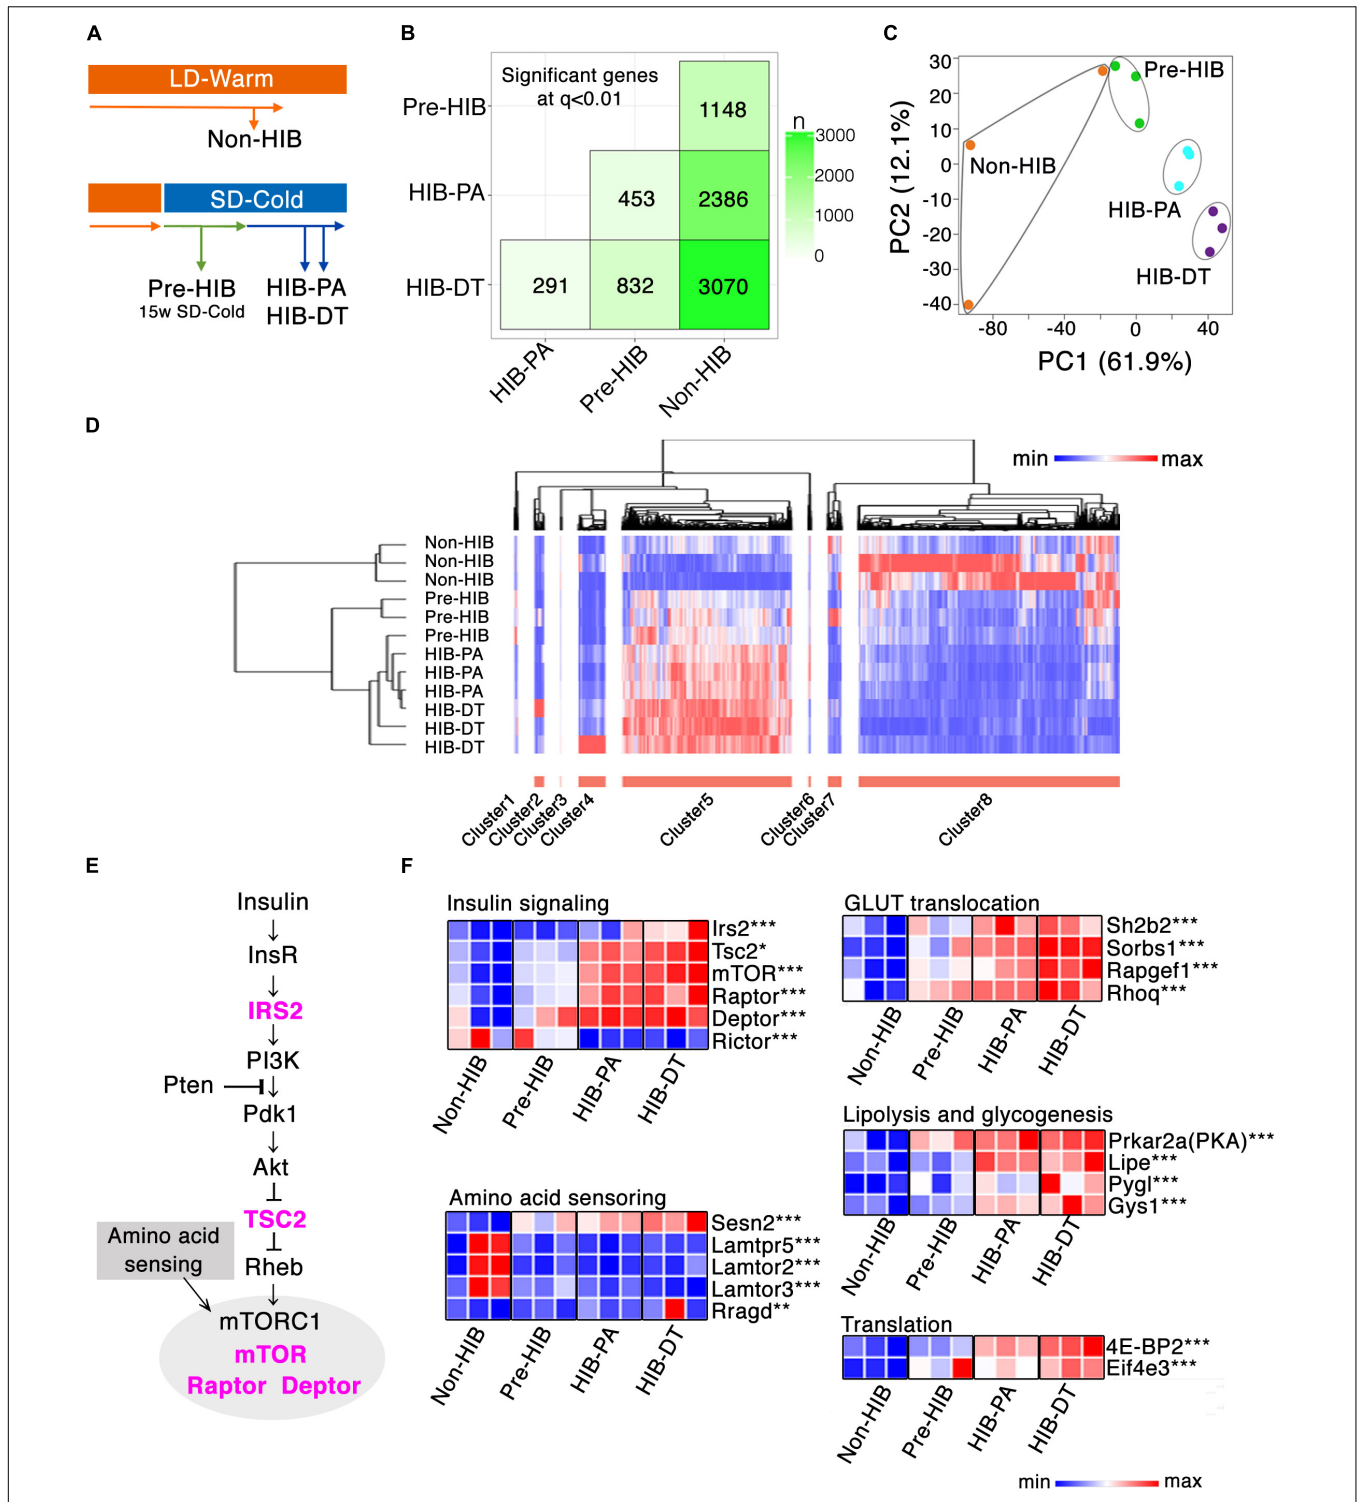 A
LD-Warm
Non-HIB
SD-Cold
Pre-HIB
15w SD-Cold
HIB-PA
HIB-DT
B
Significant genes
at q<0.01
Pre-HIB
1148
HIB-PA
453
2386
HIB-DT
291
832
3070
HIB-PA
Pre-HIB
Non-HIB
n
3000
2000
1000
0
C
PC2 (12.1%)
30
20
10
0
-10
-20
-30
-40
Pre-HIB
Non-HIB
HIB-PA
HIB-DT
-80
-40
0
40
PC1 (61.9%)
D
min
max
Non-HIB
Non-HIB
Non-HIB
Pre-HIB
Pre-HIB
Pre-HIB
HIB-PA
HIB-PA
HIB-PA
HIB-DT
HIB-DT
HIB-DT
Cluster1
Cluster2
Cluster3
Cluster4
Cluster5
Cluster6
Cluster7
Cluster8
E
Insulin
InsR
IRS2
PI3K
Pten
Pdk1
Akt
TSC2
Amino acid
sensing
Rheb
mTORC1
mTOR
Raptor Deptor
F
Insulin signaling
Irs2***
Tsc2*
mTOR***
Raptor***
Deptor***
Rictor***
Non-HIB
Pre-HIB
HIB-PA
HIB-DT
Amino acid sensoring
Sesn2***
Lamtpr5***
Lamtor2***
Lamtor3***
Rragd**
Non-HIB
Pre-HIB
HIB-PA
HIB-DT
GLUT translocation
Sh2b2***
Sorbs1***
Rapgef1***
Rhoq***
Non-HIB
Pre-HIB
HIB-PA
HIB-DT
Lipolysis and glycogenesis
Prkar2a(PKA)***
Lipe***
Pygl***
Gys1***
Non-HIB
Pre-HIB
HIB-PA
HIB-DT
Translation
4E-BP2***
Eif4e3***
Non-HIB
Pre-HIB
HIB-PA
HIB-DT
min
max